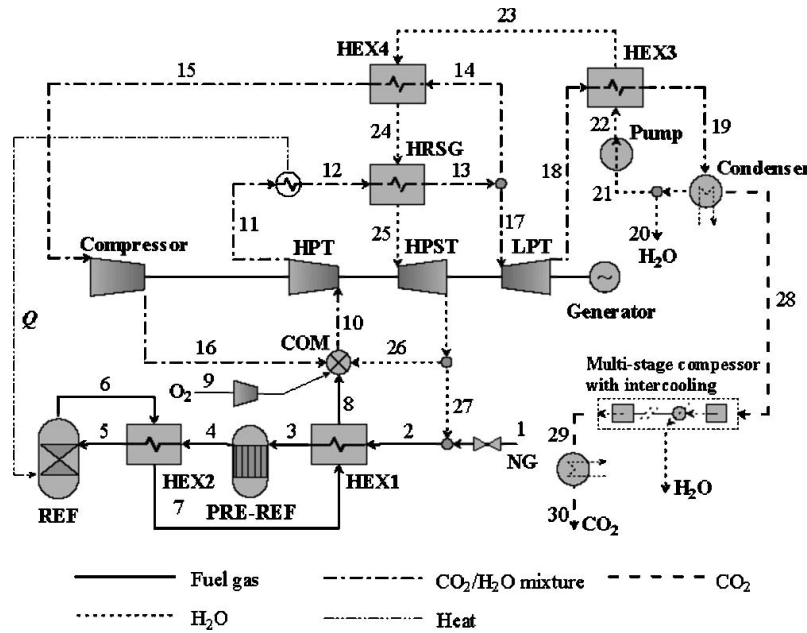 23
HEX4
HEX3
15
14
22
24
Pump
19
HRSG
18
Condenser
12
13
21
11
25
17
20
Compressor
HPT
HPST
LPT
H₂O
Q
10
Generator
28
COM
16
26
Multi-stage compessor
with intercooling
O₂
9
6
8
27
1
5
4
3
2
29
NG
HEX2
HEX1
H₂O
REF
7
PRE-REF
30
CO₂
Fuel gas
CO₂/H₂O mixture
CO₂
H₂O
Heat